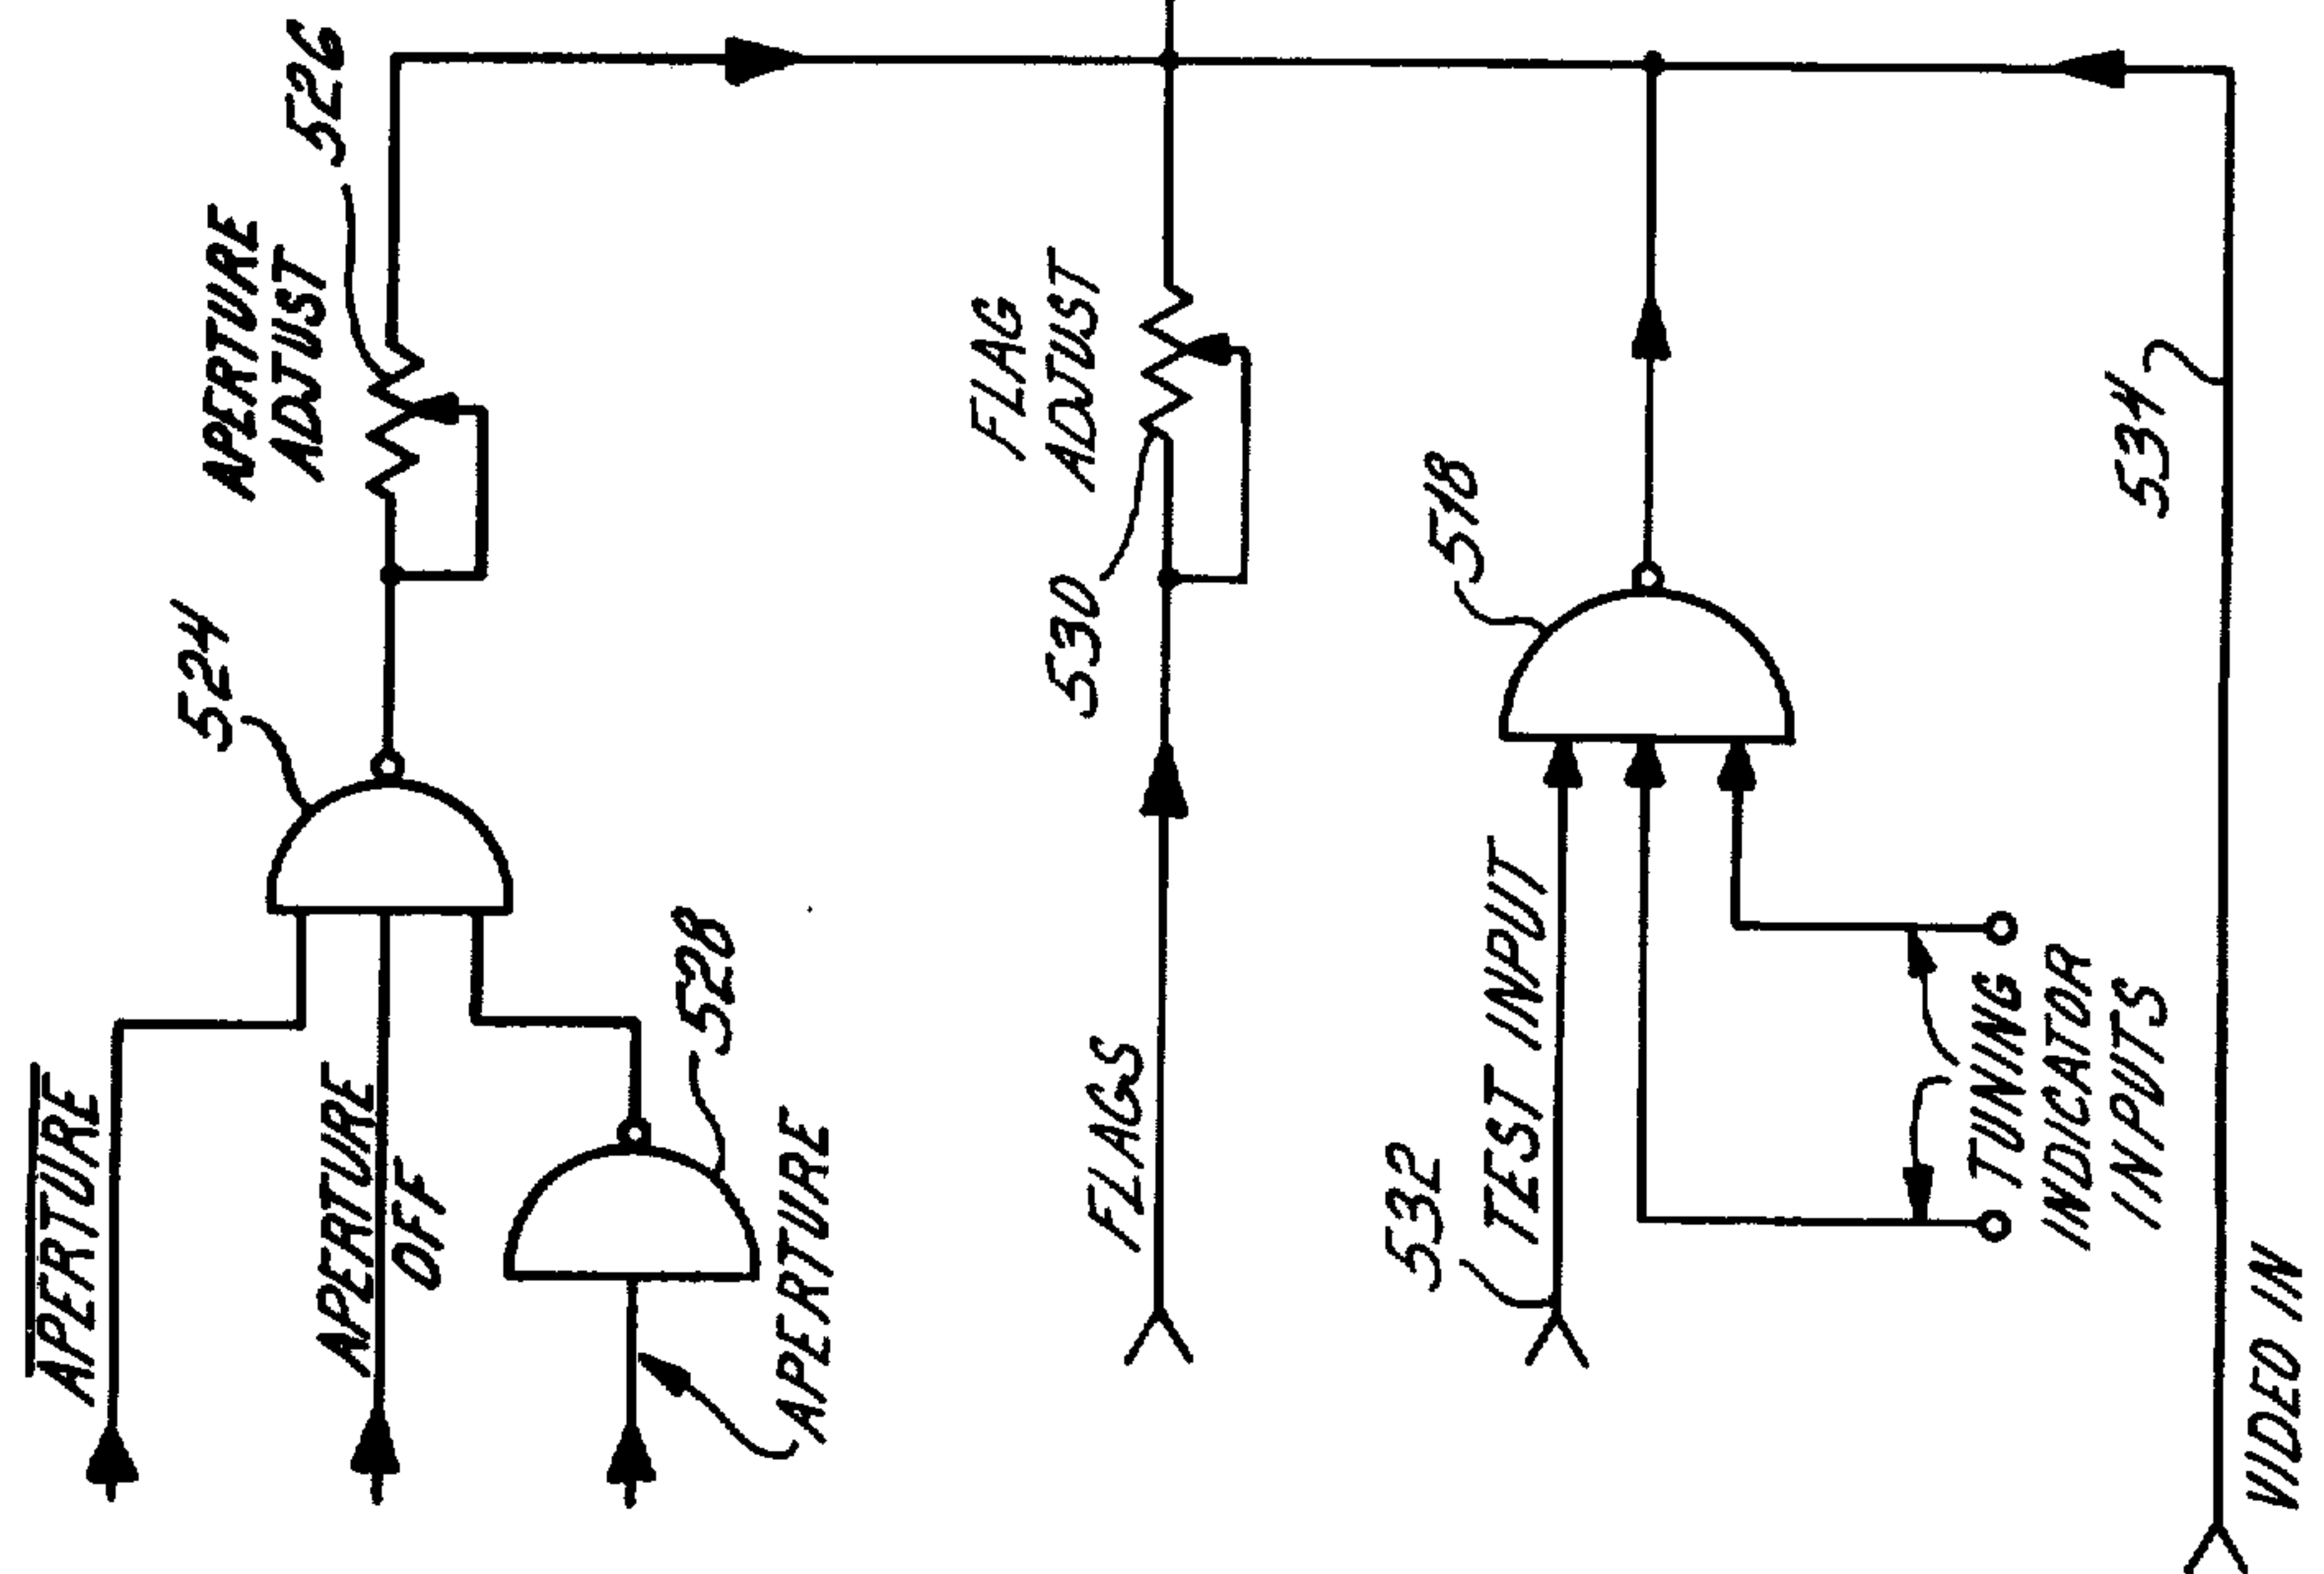 APERTURE
APERTURE
OFF
APERTURE
528
524
APERTURE
ADJUST
526
FLAGS
530
FLAG
ADJUST
532
TEST INPUT
518
TUNING
INDICATOR
INPUTS
VIDEO IN
534